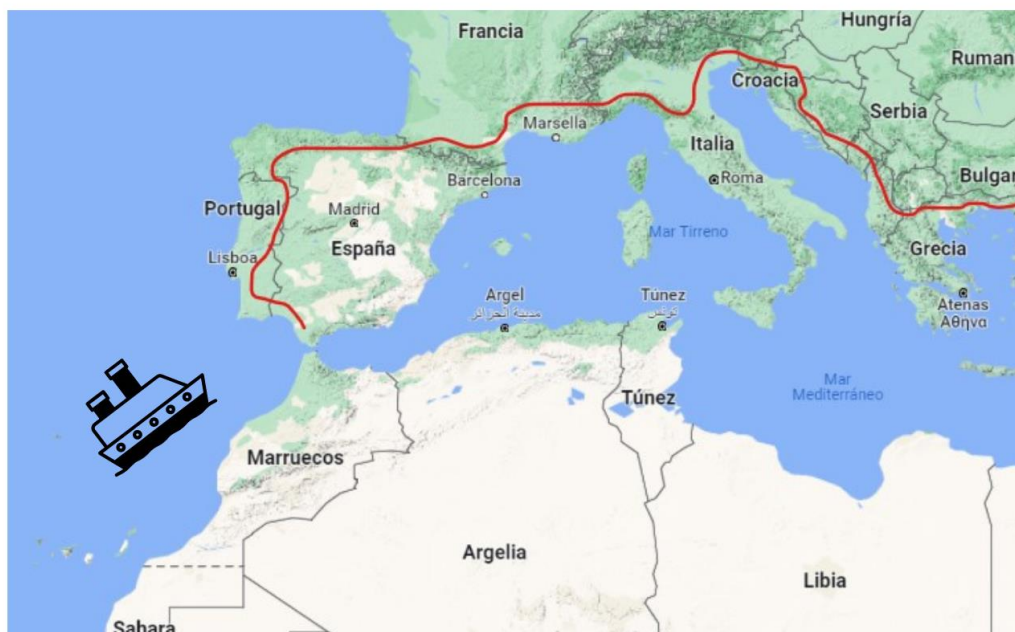 Hungría
Francia
Ruman
Croacia
Serbia
Marsella
Italia
Bulgar
Barcelona
Roma
Portugal
Madrid
Mar Tirreno
España
Grecia
Lisboa
Argel
مدينة الجزائر
Túnez
تونس
Atenas
Αθήνα
Mar
Mediterráneo
Túnez
Marruecos
Argelia
Libia
Sahara